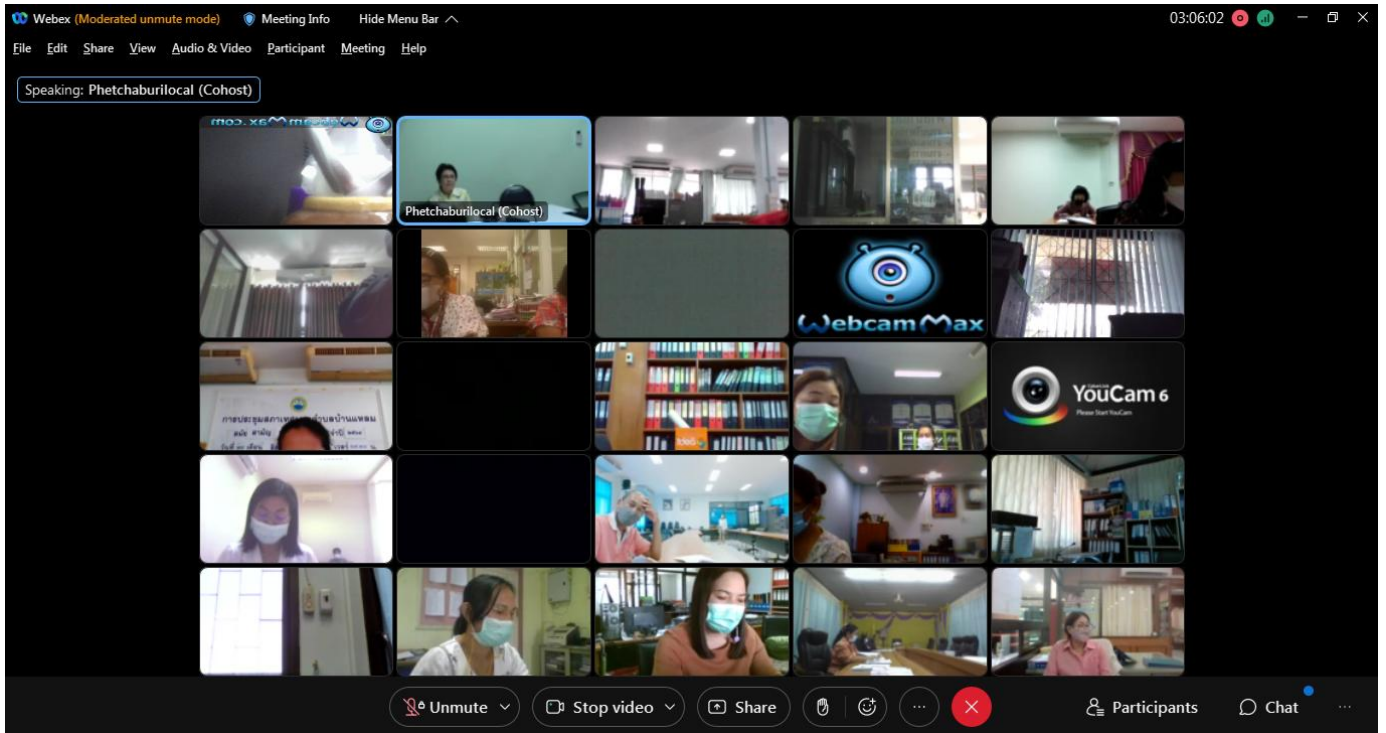 Webex (Moderated unmute mode) Meeting Info Hide Menu Bar 03:06:02
File Edit Share View Audio & Video Participant Meeting Help
Speaking: Phetchaburilocal (Cohost)
WebcamMax.com
Phetchaburilocal (Cohost)
WebcamMax
YouCam 6
Please Start YouCam
Unmute Stop video Share Participants Chat